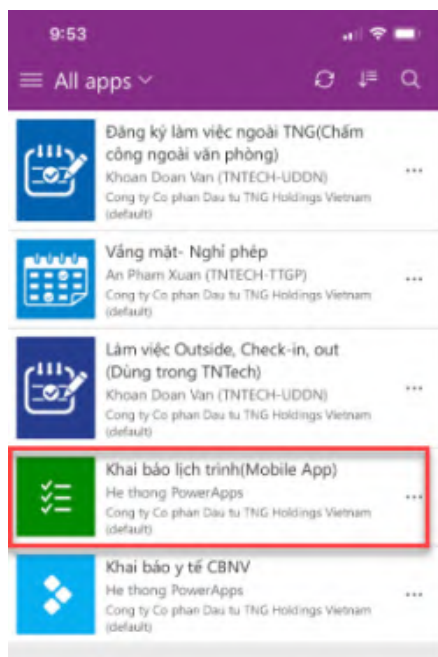 9:53
All apps
Đăng ký làm việc ngoài TNG(Chấm
công ngoài văn phòng)
Khoan Doan Van (TNTECH-UDDN)
Cong ty Co phan Dau tu TNG Holdings Vietnam
(default)
Vắng mặt- Nghỉ phép
An Pham Xuan (TNTECH-TTGP)
Cong ty Co phan Dau tu TNG Holdings Vietnam
(default)
Làm việc Outside, Check-in, out
(Dùng trong TNTech)
Khoan Doan Van (TNTECH-UDDN)
Cong ty Co phan Dau tu TNG Holdings Vietnam
(default)
Khai báo lịch trình(Mobile App)
He thong PowerApps
Cong ty Co phan Dau tu TNG Holdings Vietnam
(default)
Khai báo y tế CBNV
He thong PowerApps
Cong ty Co phan Dau tu TNG Holdings Vietnam
(default)